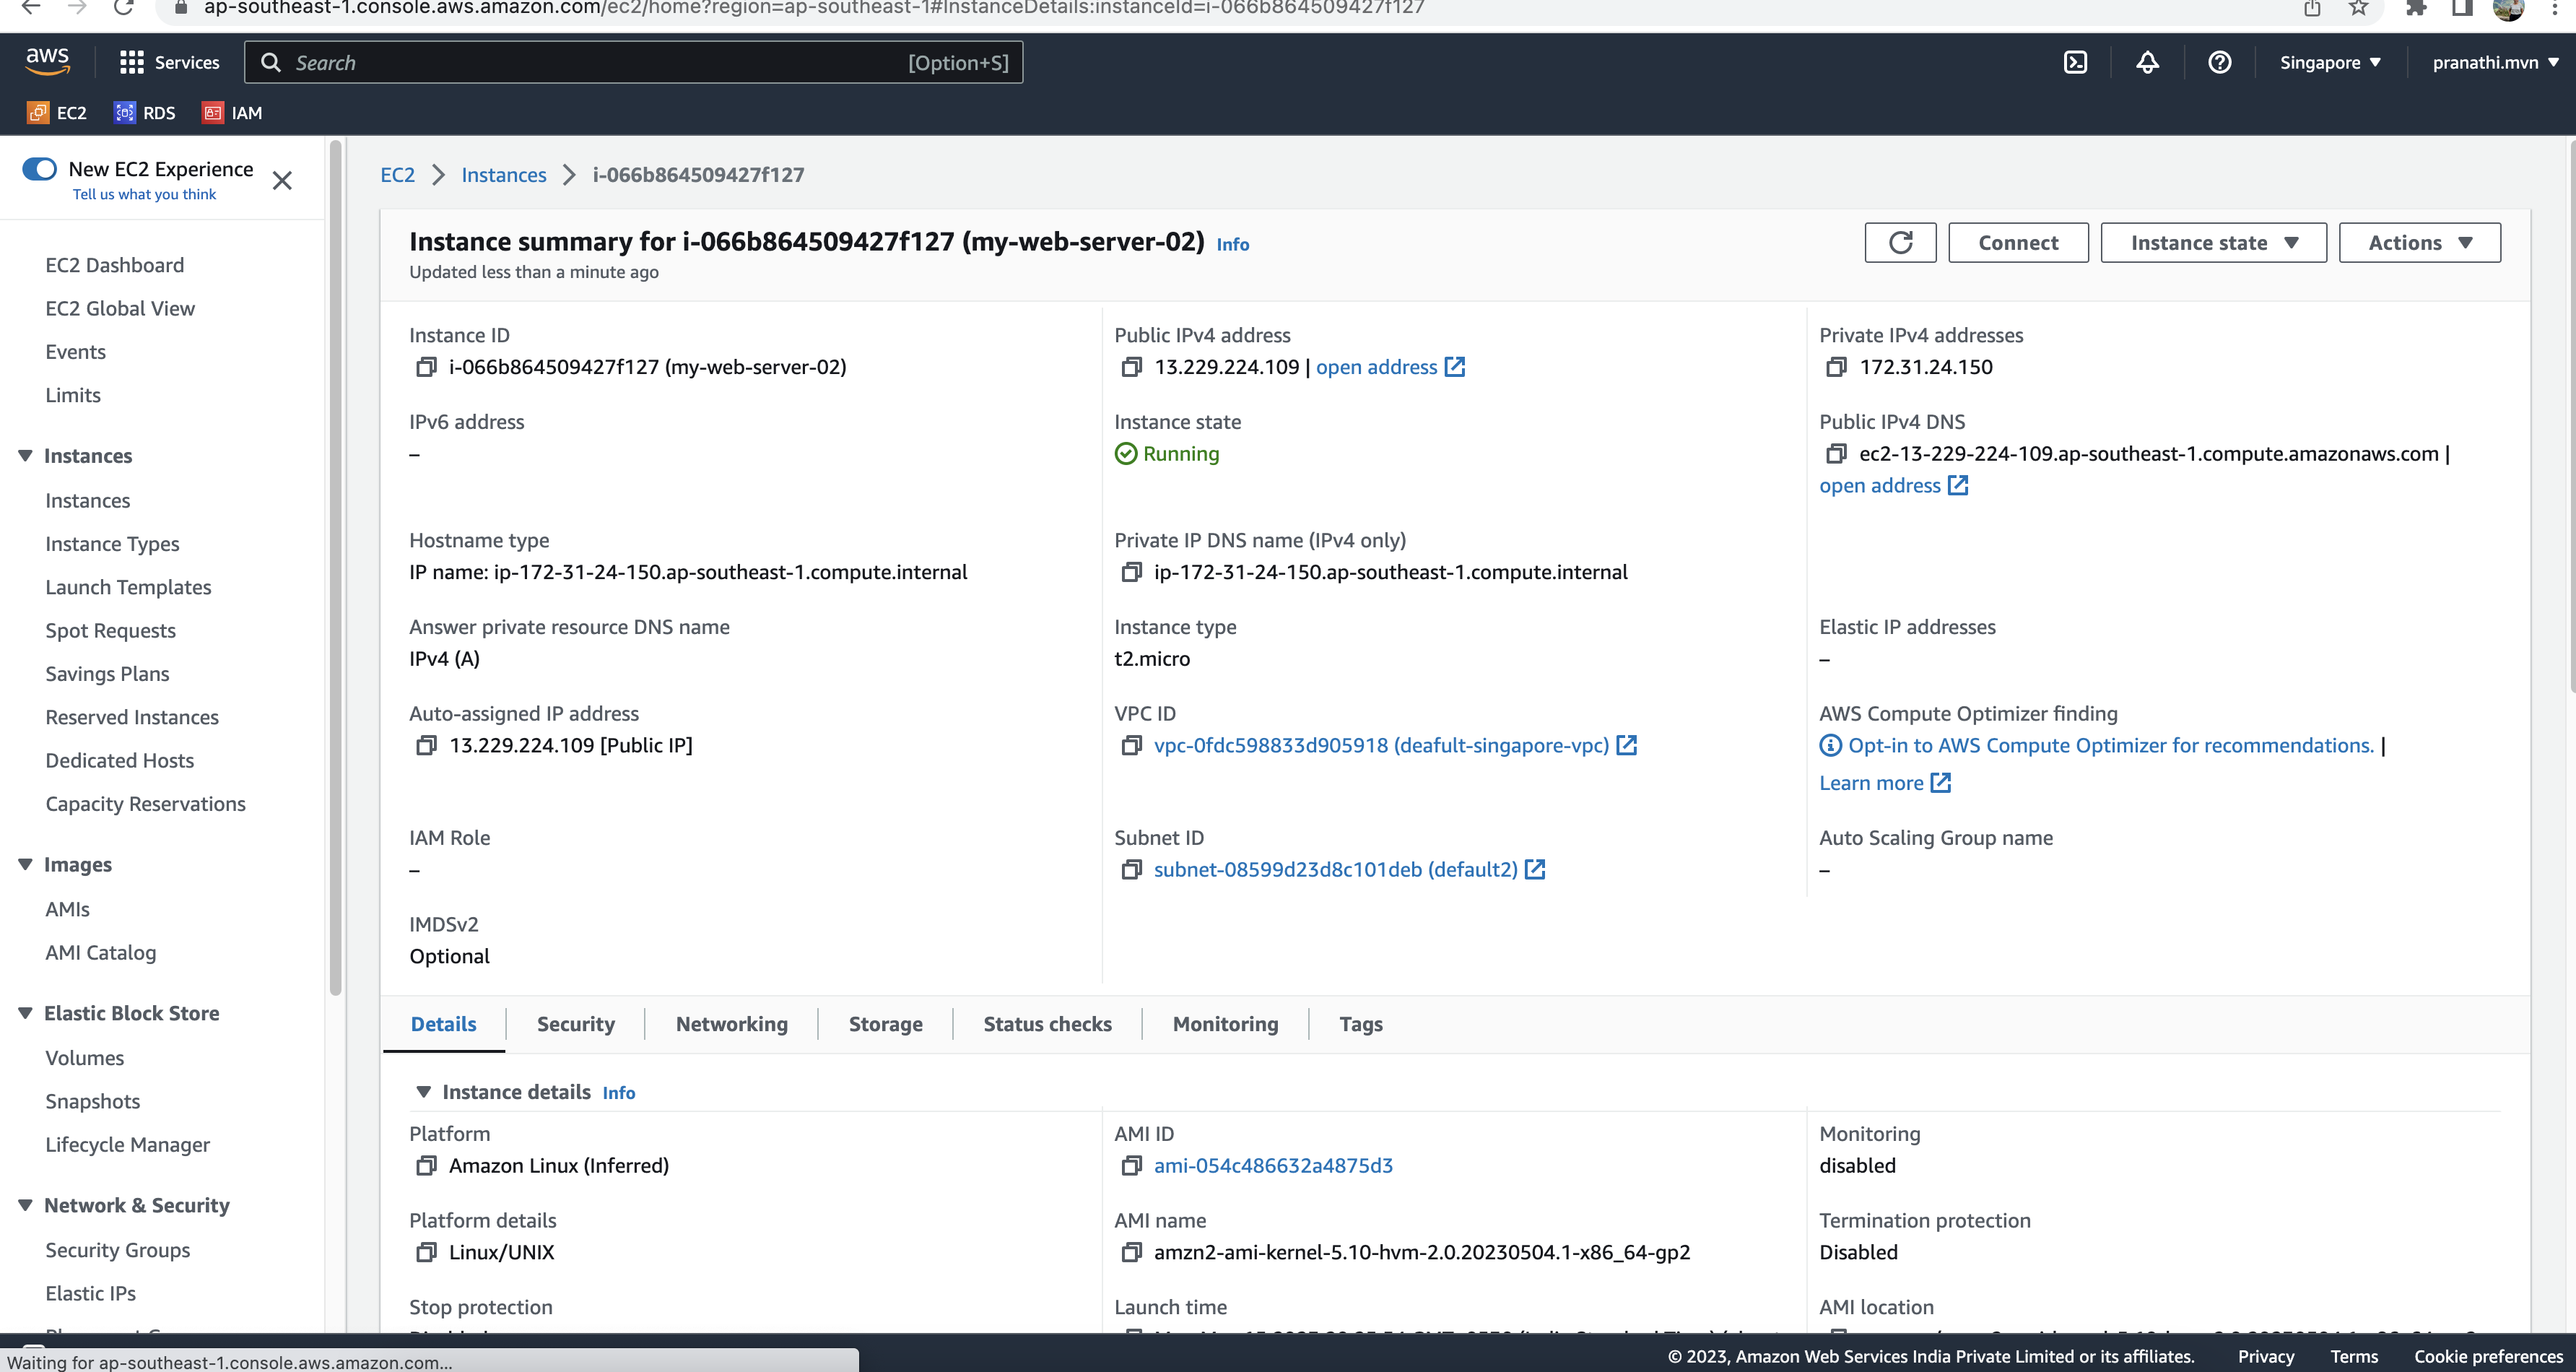 ap-southeast-1.console.aws.amazon.com/ec2/home?region=ap-southeast-1#InstanceDetails:instanceId=i-066b864509427f127
aws
Services
Search
[Option+S]
Singapore
pranathi.mvn
EC2
RDS
IAM
New EC2 Experience
Tell us what you think
EC2 Dashboard
EC2 Global View
Events
Limits
Instances
Instances
Instance Types
Launch Templates
Spot Requests
Savings Plans
Reserved Instances
Dedicated Hosts
Capacity Reservations
Images
AMIs
AMI Catalog
Elastic Block Store
Volumes
Snapshots
Lifecycle Manager
Network & Security
Security Groups
Elastic IPs
EC2 > Instances > i-066b864509427f127
Instance summary for i-066b864509427f127 (my-web-server-02) Info
Updated less than a minute ago
Connect
Instance state
Actions
Instance ID
i-066b864509427f127 (my-web-server-02)
Public IPv4 address
13.229.224.109 | open address
Private IPv4 addresses
172.31.24.150
IPv6 address
–
Instance state
Running
Public IPv4 DNS
ec2-13-229-224-109.ap-southeast-1.compute.amazonaws.com |
open address
Hostname type
IP name: ip-172-31-24-150.ap-southeast-1.compute.internal
Private IP DNS name (IPv4 only)
ip-172-31-24-150.ap-southeast-1.compute.internal
Answer private resource DNS name
IPv4 (A)
Instance type
t2.micro
Elastic IP addresses
–
Auto-assigned IP address
13.229.224.109 [Public IP]
VPC ID
vpc-0fdc598833d905918 (deafult-singapore-vpc)
AWS Compute Optimizer finding
Opt-in to AWS Compute Optimizer for recommendations. |
Learn more
IAM Role
–
Subnet ID
subnet-08599d23d8c101deb (default2)
Auto Scaling Group name
–
IMDSv2
Optional
Details
Security
Networking
Storage
Status checks
Monitoring
Tags
Instance details Info
Platform
Amazon Linux (Inferred)
AMI ID
ami-054c486632a4875d3
Monitoring
disabled
Platform details
Linux/UNIX
AMI name
amzn2-ami-kernel-5.10-hvm-2.0.20230504.1-x86_64-gp2
Termination protection
Disabled
Stop protection
Launch time
AMI location
Waiting for ap-southeast-1.console.aws.amazon.com...
© 2023, Amazon Web Services India Private Limited or its affiliates.
Privacy
Terms
Cookie preferences